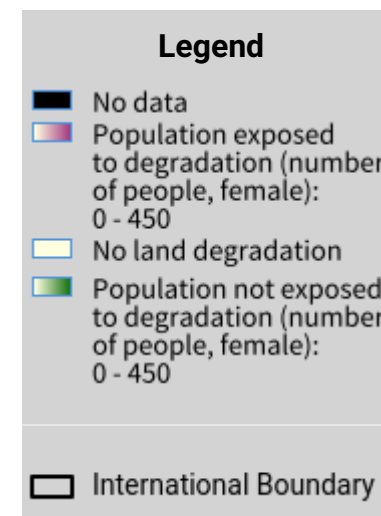 Legend
No data
Population exposed
to degradation (number
of people, female):
0 - 450
No land degradation
Population not exposed
to degradation (number
of people, female):
0 - 450
International Boundary